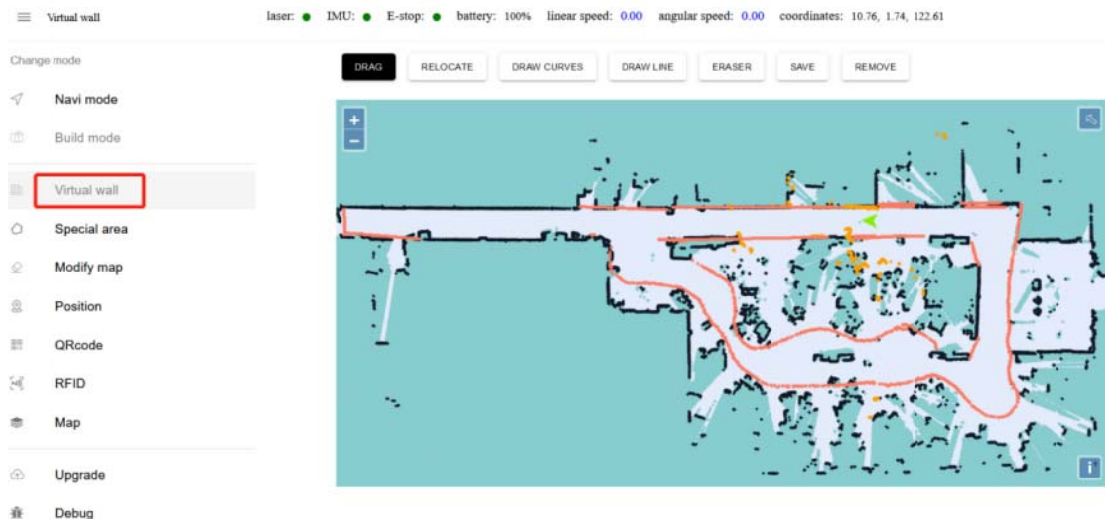 Virtual wall
laser: IMU: E-stop: battery: 100% linear speed: 0.00 angular speed: 0.00 coordinates: 10.76, 1.74, 122.61
Change mode
Navi mode
Build mode
Virtual wall
Special area
Modify map
Position
QRcode
RFID
Map
Upgrade
Debug
DRAG RELOCATE DRAW CURVES DRAW LINE ERASER SAVE REMOVE
+
−
i